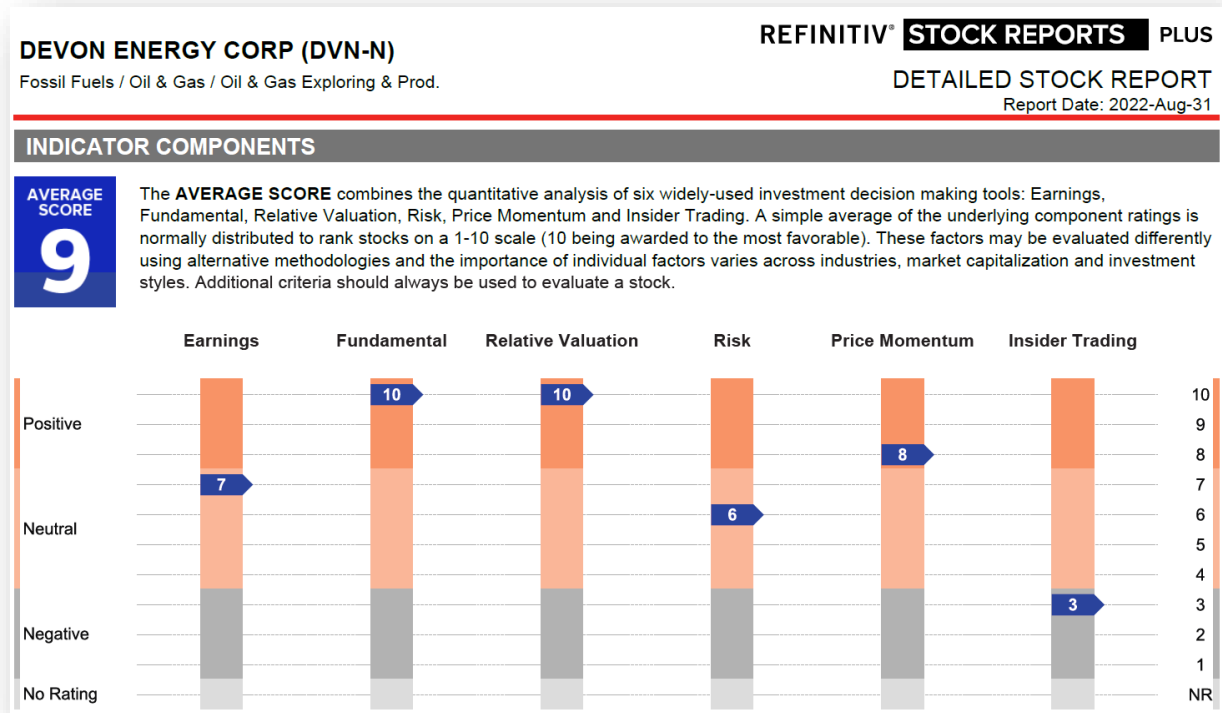 DEVON ENERGY CORP (DVN-N)
Fossil Fuels / Oil & Gas / Oil & Gas Exploring & Prod.
REFINITIV® STOCK REPORTS PLUS
DETAILED STOCK REPORT
Report Date: 2022-Aug-31
INDICATOR COMPONENTS
AVERAGE
SCORE
9
The AVERAGE SCORE combines the quantitative analysis of six widely-used investment decision making tools: Earnings,
Fundamental, Relative Valuation, Risk, Price Momentum and Insider Trading. A simple average of the underlying component ratings is
normally distributed to rank stocks on a 1-10 scale (10 being awarded to the most favorable). These factors may be evaluated differently
using alternative methodologies and the importance of individual factors varies across industries, market capitalization and investment
styles. Additional criteria should always be used to evaluate a stock.
Earnings Fundamental Relative Valuation Risk Price Momentum Insider Trading
10 10 10
Positive 9
8 8
7 7
6 6
Neutral
5
4
3 3
Negative 2
1
No Rating NR